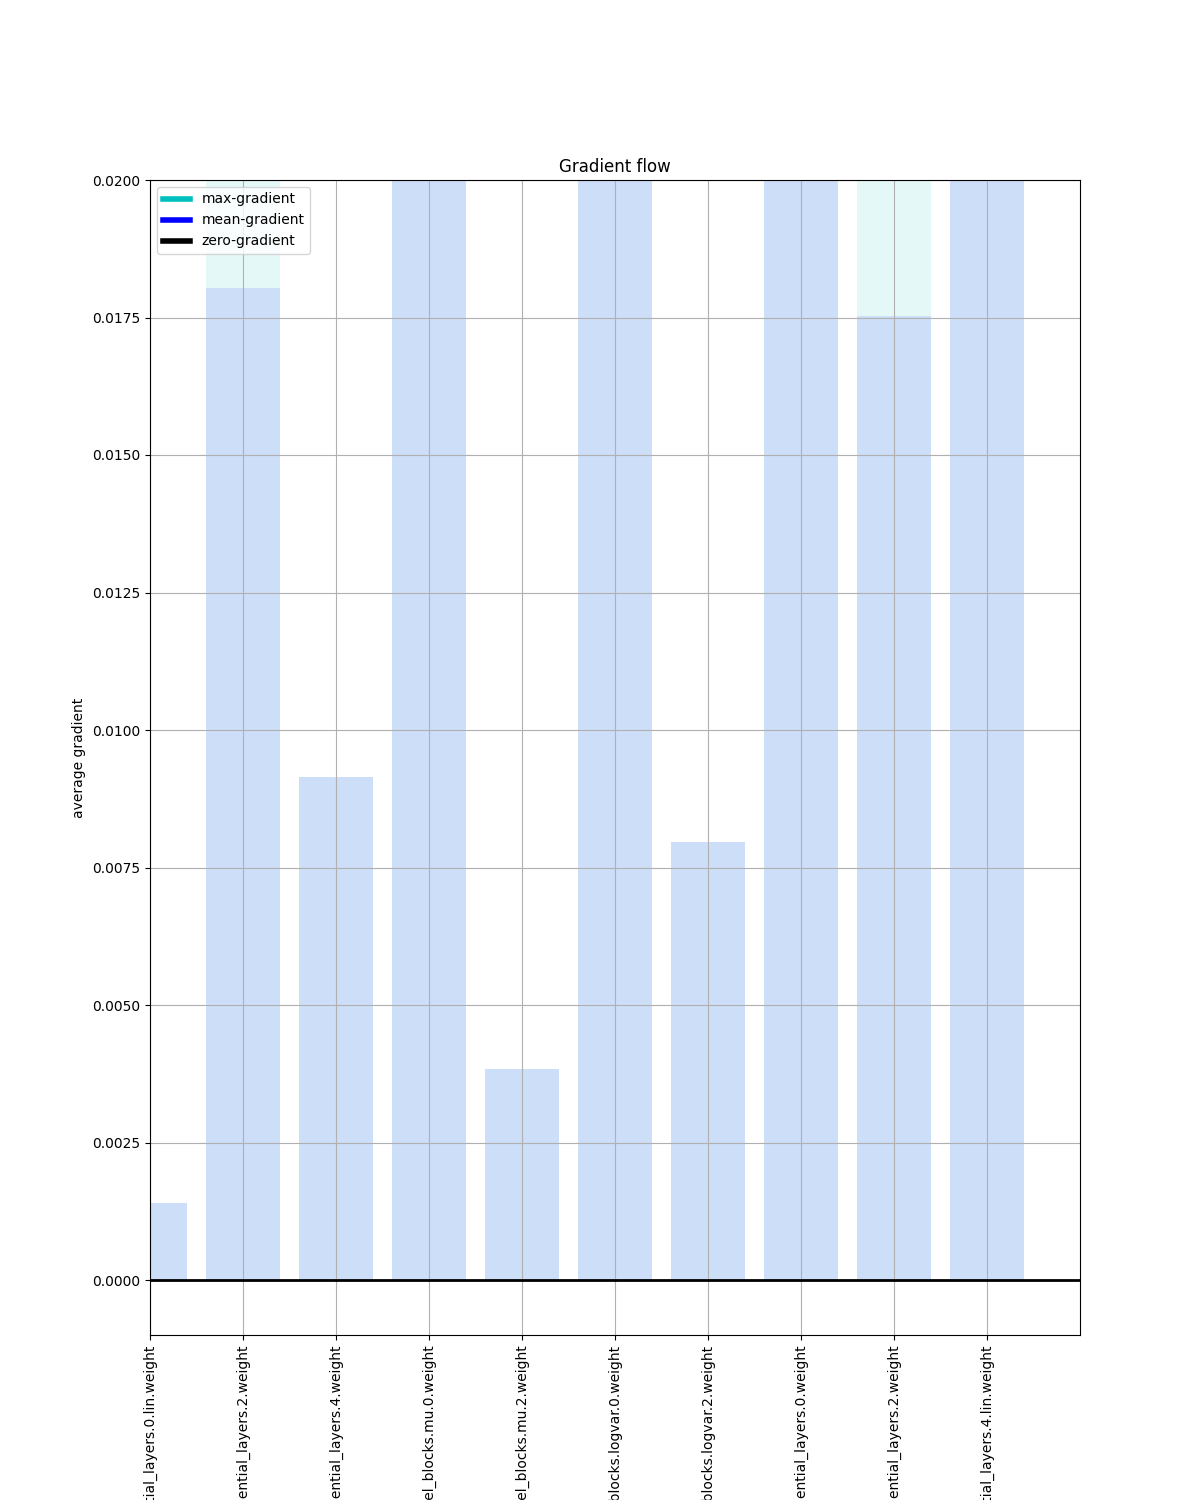 Gradient flow
max-gradient
mean-gradient
zero-gradient
0.0200
0.0175
0.0150
0.0125
0.0100
0.0075
0.0050
0.0025
0.0000
average gradient
tial_layers.0.lin.weight
ential_layers.2.weight
ential_layers.4.weight
el_blocks.mu.0.weight
el_blocks.mu.2.weight
blocks.logvar.0.weight
blocks.logvar.2.weight
ential_layers.0.weight
ential_layers.2.weight
tial_layers.4.lin.weight